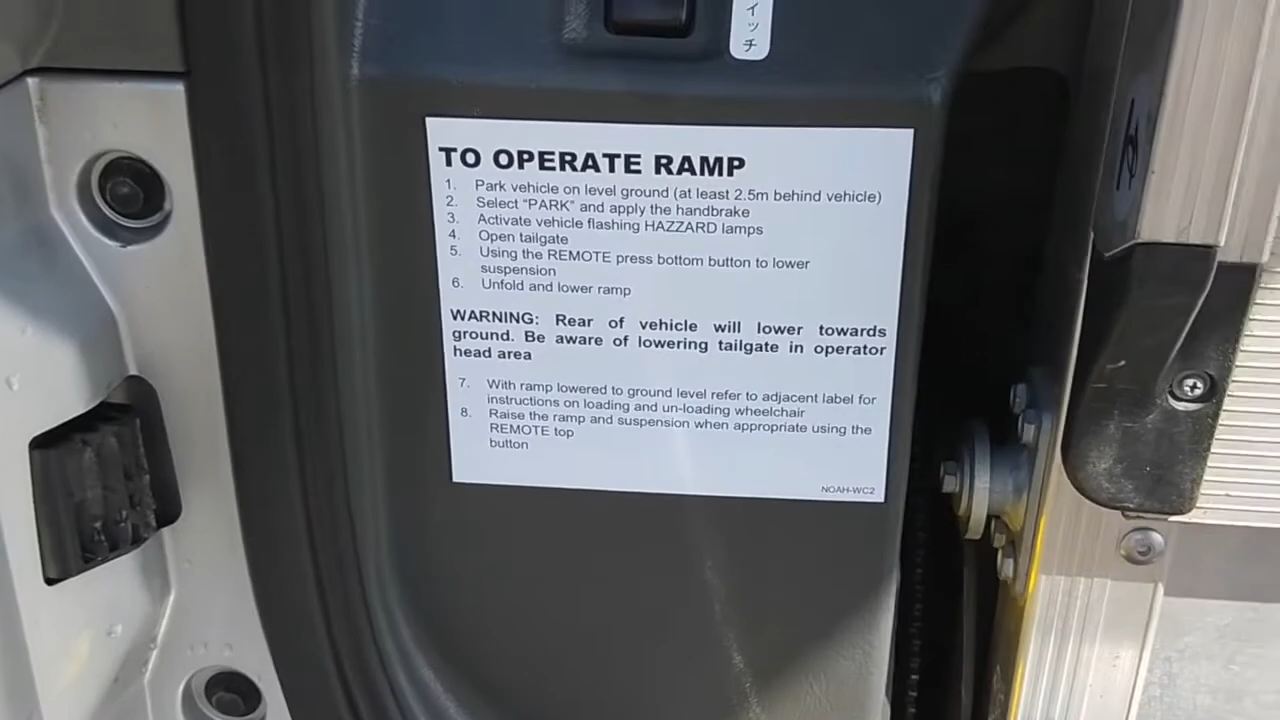 イッチ
TO OPERATE RAMP
1. Park vehicle on level ground (at least 2.5m behind vehicle)
2. Select “PARK” and apply the handbrake
3. Activate vehicle flashing HAZZARD lamps
4. Open tailgate
5. Using the REMOTE press bottom button to lower
suspension
6. Unfold and lower ramp
WARNING: Rear of vehicle will lower towards
ground. Be aware of lowering tailgate in operator
head area
7. With ramp lowered to ground level refer to adjacent label for
instructions on loading and un-loading wheelchair
8. Raise the ramp and suspension when appropriate using the
REMOTE top
button
NOAH-WC2